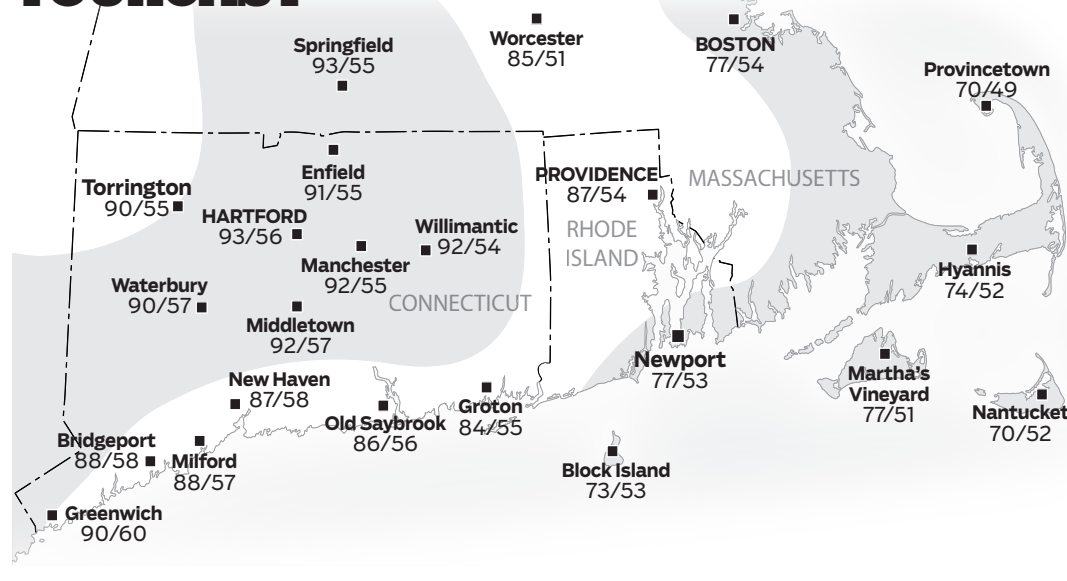 Springfield
93/55
Worcester
85/51
BOSTON
77/54
Provincetown
70/49
Enfield
91/55
Torrington
90/55
PROVIDENCE
87/54
MASSACHUSETTS
HARTFORD
93/56
Willimantic
92/54
RHODE
ISLAND
Manchester
92/55
Hyannis
74/52
Waterbury
90/57
CONNECTICUT
Middletown
92/57
Newport
77/53
Martha's
Vineyard
77/51
New Haven
87/58
Groton
84/55
Nantucket
70/52
Old Saybrook
86/56
Bridgeport
88/58
Milford
88/57
Block Island
73/53
Greenwich
90/60